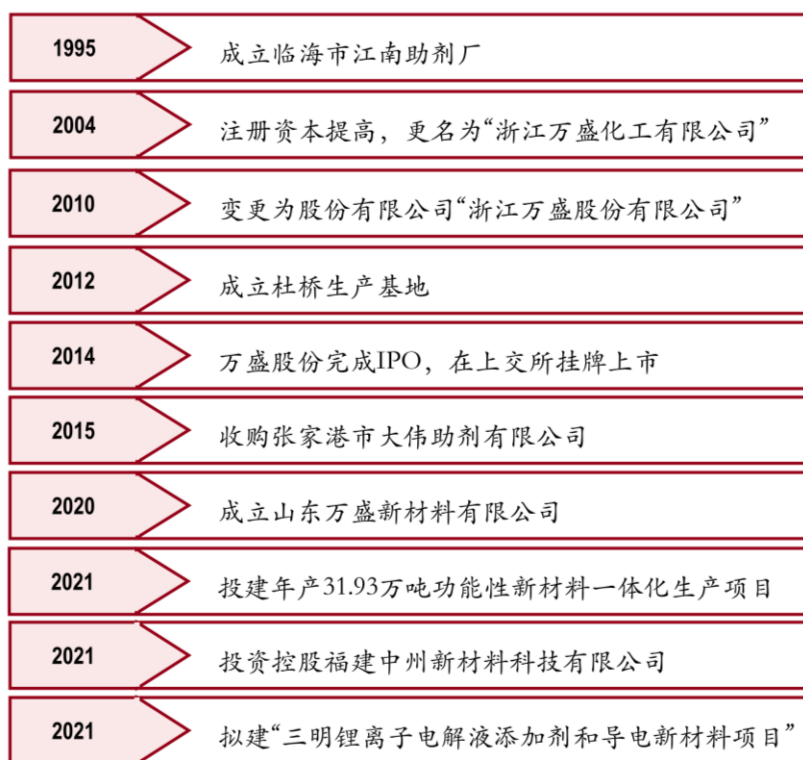 1995 成立临海市江南助剂厂
2004 注册资本提高，更名为“浙江万盛化工有限公司”
2010 变更为股份有限公司“浙江万盛股份有限公司”
2012 成立杜桥生产基地
2014 万盛股份完成IPO，在上交所挂牌上市
2015 收购张家港市大伟助剂有限公司
2020 成立山东万盛新材料有限公司
2021 投建年产31.93万吨功能性新材料一体化生产项目
2021 投资控股福建中州新材料科技有限公司
2021 拟建“三明锂离子电解液添加剂和导电新材料项目”